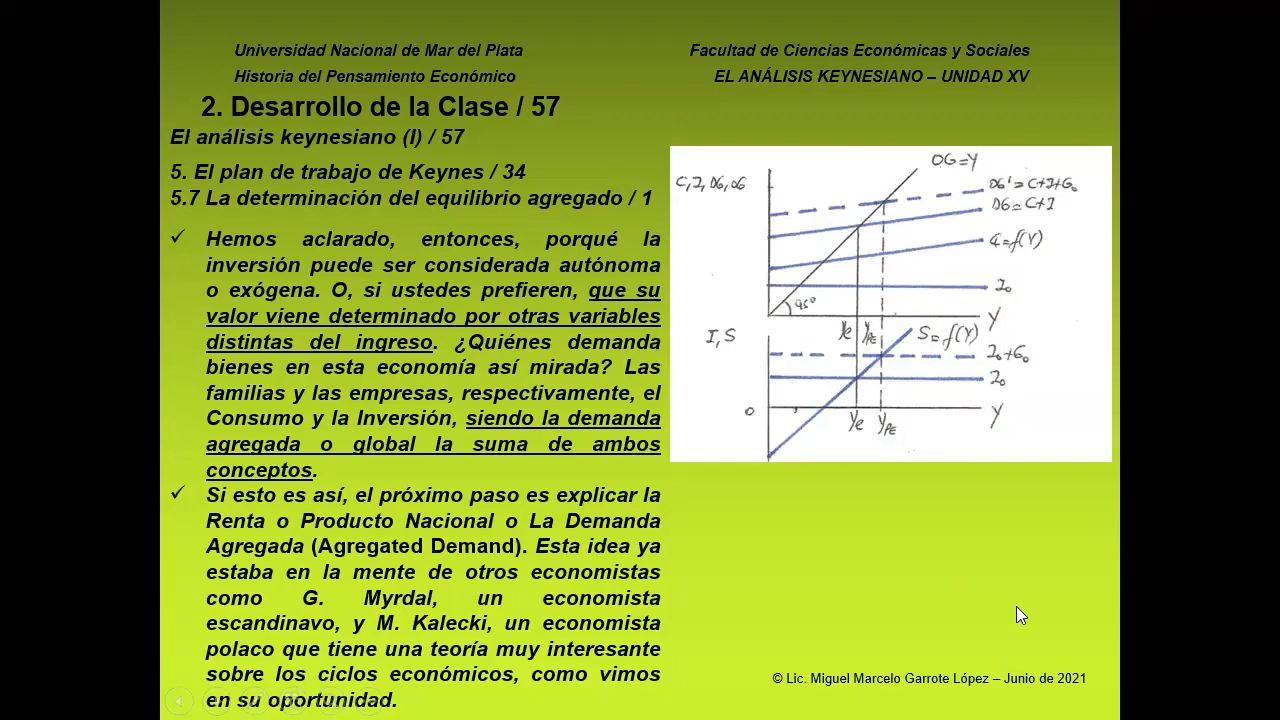 Universidad Nacional de Mar del Plata
Facultad de Ciencias Económicas y Sociales
Historia del Pensamiento Económico
EL ANÁLISIS KEYNESIANO – UNIDAD XV
2. Desarrollo de la Clase / 57
El análisis keynesiano (I) / 57
5. El plan de trabajo de Keynes / 34
5.7 La determinación del equilibrio agregado / 1
✓ Hemos aclarado, entonces, porqué la
inversión puede ser considerada autónoma
o exógena. O, si ustedes prefieren, que su
valor viene determinado por otras variables
distintas del ingreso. ¿Quiénes demanda
bienes en esta economía así mirada? Las
familias y las empresas, respectivamente, el
Consumo y la Inversión, siendo la demanda
agregada o global la suma de ambos
conceptos.
✓ Si esto es así, el próximo paso es explicar la
Renta o Producto Nacional o La Demanda
Agregada (Agregated Demand). Esta idea ya
estaba en la mente de otros economistas
como G. Myrdal, un economista
escandinavo, y M. Kalecki, un economista
polaco que tiene una teoría muy interesante
sobre los ciclos económicos, como vimos
en su oportunidad.
OG=Y
C, I, DG, OG
DG'=C+I+G₀
DG=C+I
C=f(Y)
I₀
45°
Y
I, S
Ye
YPE
S=f(Y)
I₀+G₀
I₀
0
Y
Ye
YPE
© Lic. Miguel Marcelo Garrote López – Junio de 2021